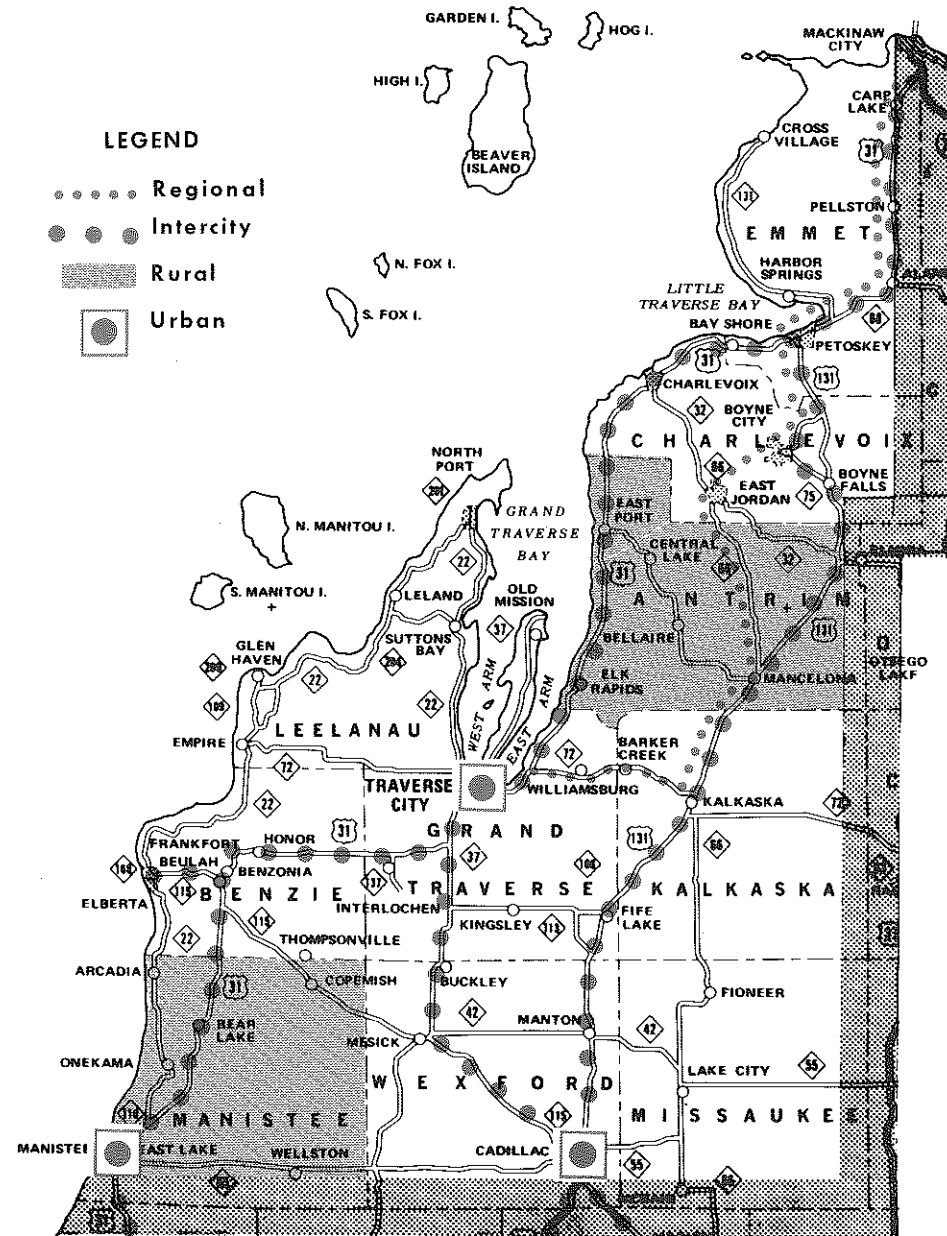 GARDEN I.
HOG I.
MACKINAW
CITY
HIGH I.
CARP
LAKE
LEGEND
CROSS
VILLAGE
31
BEAVER
ISLAND
Regional
131
PELLSTON
Intercity
EMMET
HARBOR
SPRINGS
N. FOX I.
Rural
LITTLE
TRAVERSE BAY
S. FOX I.
Urban
BAY SHORE
68
PETOSKEY
31
131
CHARLEVOIX
32
BOYNE
CITY
CHARLEVOIX
NORTH
PORT
66
BOYNE
FALLS
EAST
JORDAN
75
201
GRAND
TRAVERSE
BAY
N. MANITOU I.
EAST
PORT
CENTRAL
LAKE
32
22
31
66
S. MANITOU I.
LELAND
OLD
MISSION
ANTRIM
37
SUTTONS
BAY
BELLAIRE
131
GLEN
HAVEN
204
OTSEGO
LAKE
209
22
MANCELONA
109
22
WEST ARM
EAST ARM
ELK
RAPIDS
LEELANAU
EMPIRE
72
BARKER
CREEK
72
TRAVERSE
CITY
WILLIAMSBURG
KALKASKA
72
22
31
GRAND
FRANKFORT
HONOR
131
66
BEULAH
37
168
BENZONIA
115
137
TRAVERSE
KALKASKA
ELBERTA
BENZIE
INTERLOCHEN
115
KINGSLEY
113
FIFE
LAKE
22
THOMPSONVILLE
ARCADIA
COPEMISH
BUCKLEY
31
FIONEER
42
MANTON
BEAR
LAKE
42
MESICK
ONEKAMA
LAKE CITY
55
WEXFORD
110
MANISTEE
115
MISSAUKEE
MANISTEE
EAST LAKE
WELLSTON
CADILLAC
55
55
66
31